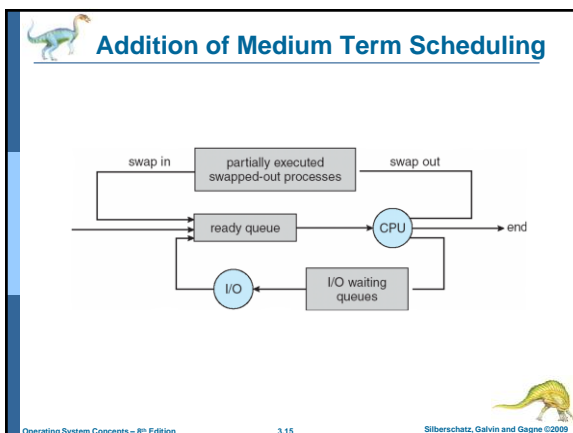 Addition of Medium Term Scheduling
swap in
partially executed
swapped-out processes
swap out
ready queue
CPU
end
I/O
I/O waiting
queues
Operating System Concepts – 8th Edition
3.15
Silberschatz, Galvin and Gagne ©2009